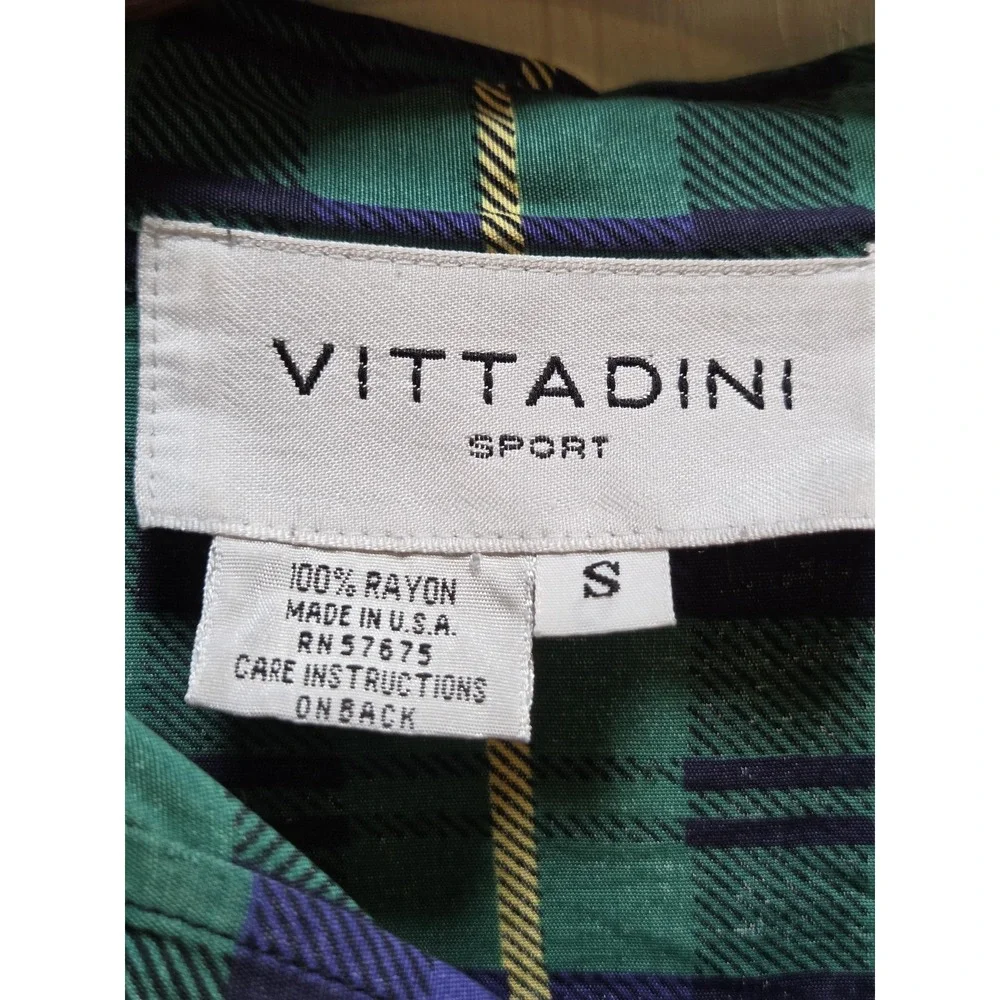 VITTADINI
SPORT
S
100% RAYON
MADE IN U.S.A.
RN 57675
CARE INSTRUCTIONS
ON BACK